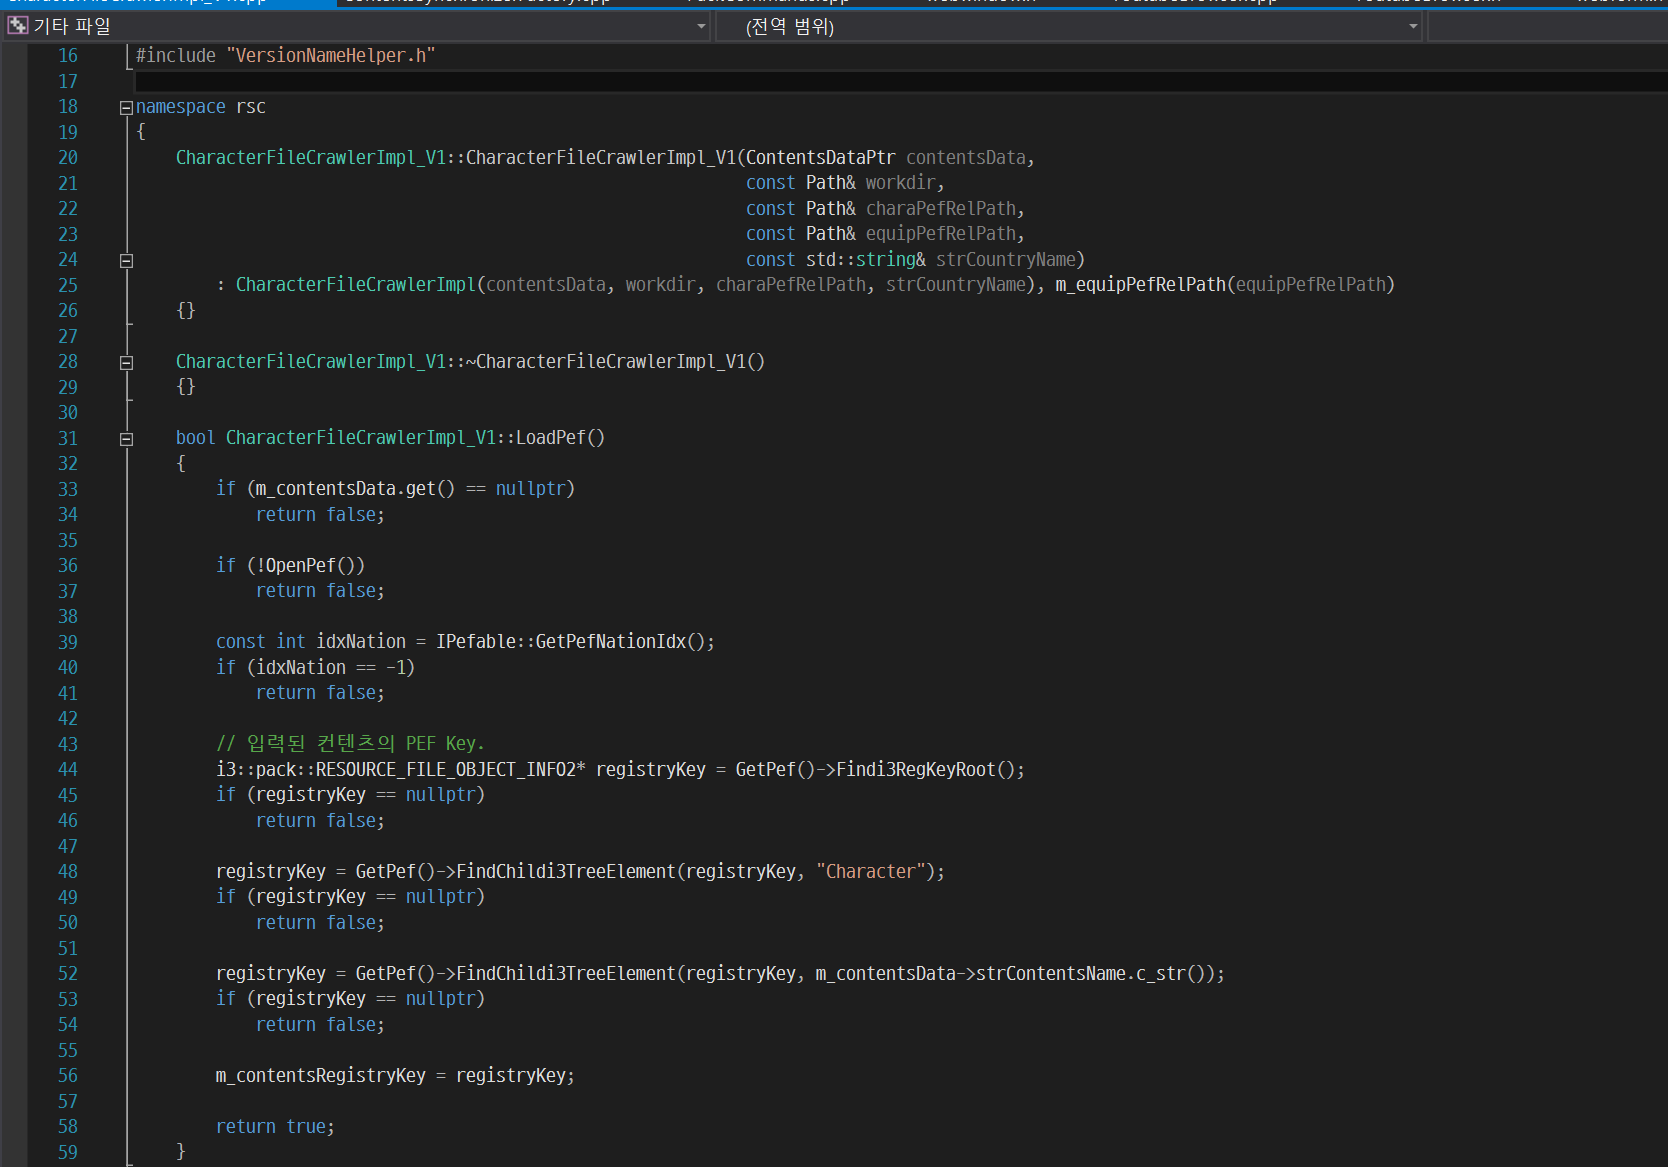 기타 파일
(전역 범위)
16 #include "VersionNameHelper.h"
17
18 namespace rsc
19 {
20 CharacterFileCrawlerImpl_V1::CharacterFileCrawlerImpl_V1(ContentsDataPtr contentsData,
21 const Path& workdir,
22 const Path& charaPefRelPath,
23 const Path& equipPefRelPath,
24 const std::string& strCountryName)
25 : CharacterFileCrawlerImpl(contentsData, workdir, charaPefRelPath, strCountryName), m_equipPefRelPath(equipPefRelPath)
26 {}
27
28 CharacterFileCrawlerImpl_V1::~CharacterFileCrawlerImpl_V1()
29 {}
30
31 bool CharacterFileCrawlerImpl_V1::LoadPef()
32 {
33 if (m_contentsData.get() == nullptr)
34 return false;
35
36 if (!OpenPef())
37 return false;
38
39 const int idxNation = IPefable::GetPefNationIdx();
40 if (idxNation == -1)
41 return false;
42
43 // 입력된 컨텐츠의 PEF Key.
44 i3::pack::RESOURCE_FILE_OBJECT_INFO2* registryKey = GetPef()->Findi3RegKeyRoot();
45 if (registryKey == nullptr)
46 return false;
47
48 registryKey = GetPef()->FindChildi3TreeElement(registryKey, "Character");
49 if (registryKey == nullptr)
50 return false;
51
52 registryKey = GetPef()->FindChildi3TreeElement(registryKey, m_contentsData->strContentsName.c_str());
53 if (registryKey == nullptr)
54 return false;
55
56 m_contentsRegistryKey = registryKey;
57
58 return true;
59 }